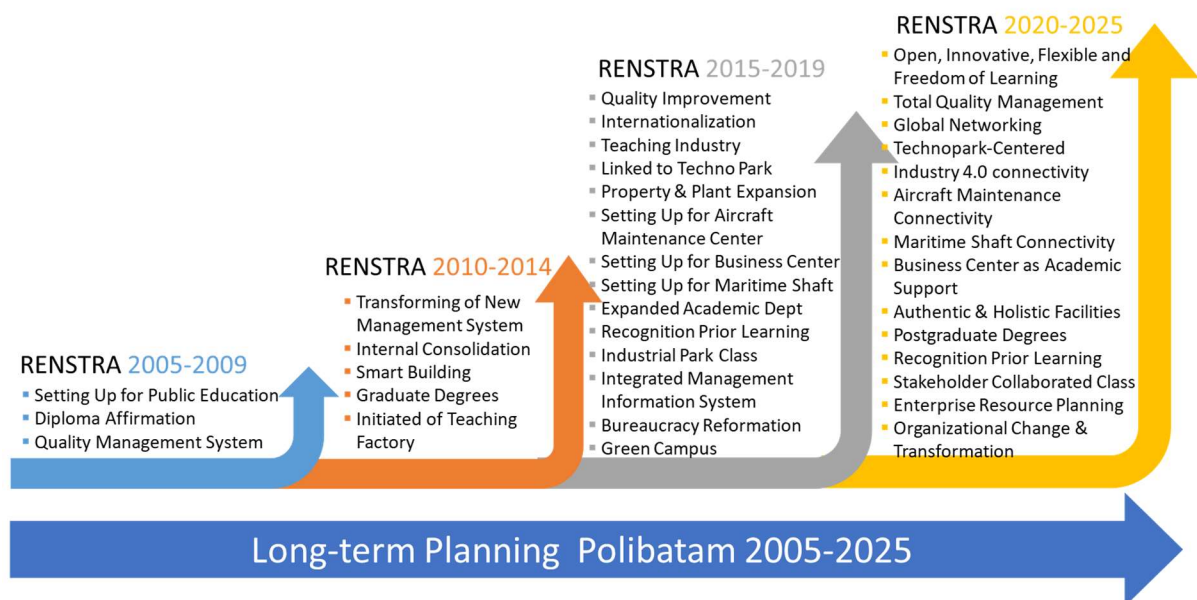 RENSTRA 2005-2009
▪ Setting Up for Public Education
▪ Diploma Affirmation
▪ Quality Management System
RENSTRA 2010-2014
▪ Transforming of New
Management System
▪ Internal Consolidation
▪ Smart Building
▪ Graduate Degrees
▪ Initiated of Teaching
Factory
RENSTRA 2015-2019
▪ Quality Improvement
▪ Internationalization
▪ Teaching Industry
▪ Linked to Techno Park
▪ Property & Plant Expansion
▪ Setting Up for Aircraft
Maintenance Center
▪ Setting Up for Business Center
▪ Setting Up for Maritime Shaft
▪ Expanded Academic Dept
▪ Recognition Prior Learning
▪ Industrial Park Class
▪ Integrated Management
Information System
▪ Bureaucracy Reformation
▪ Green Campus
RENSTRA 2020-2025
▪ Open, Innovative, Flexible and
Freedom of Learning
▪ Total Quality Management
▪ Global Networking
▪ Technopark-Centered
▪ Industry 4.0 connectivity
▪ Aircraft Maintenance
Connectivity
▪ Maritime Shaft Connectivity
▪ Business Center as Academic
Support
▪ Authentic & Holistic Facilities
▪ Postgraduate Degrees
▪ Recognition Prior Learning
▪ Stakeholder Collaborated Class
▪ Enterprise Resource Planning
▪ Organizational Change &
Transformation
Long-term Planning Polibatam 2005-2025